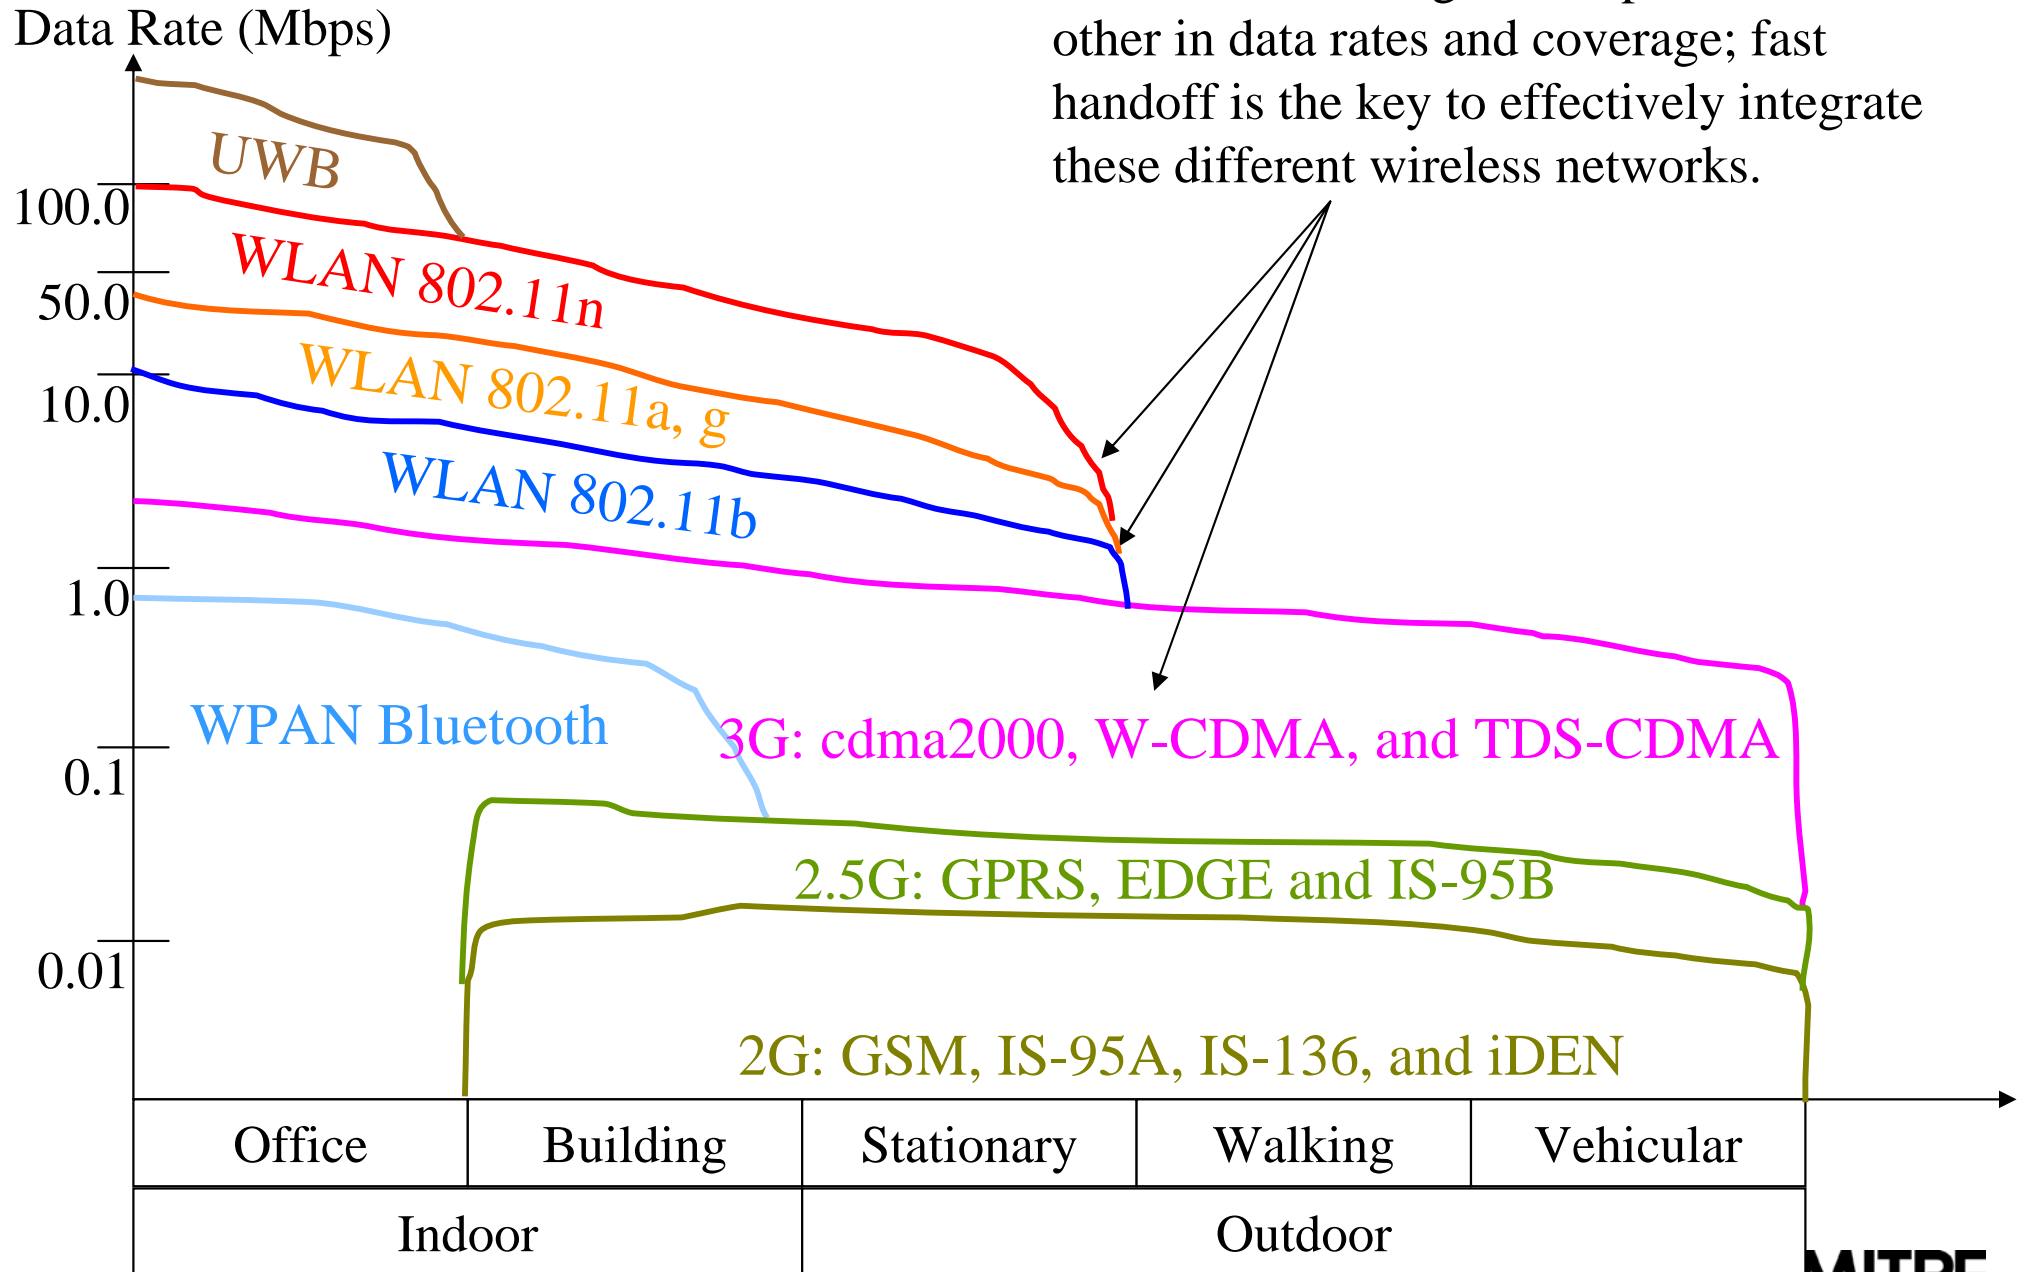 Data Rate (Mbps)
other in data rates and coverage; fast
handoff is the key to effectively integrate
these different wireless networks.
UWB
100.0
WLAN 802.11n
50.0
WLAN 802.11a, g
10.0
WLAN 802.11b
1.0
WPAN Bluetooth
3G: cdma2000, W-CDMA, and TDS-CDMA
0.1
2.5G: GPRS, EDGE and IS-95B
0.01
2G: GSM, IS-95A, IS-136, and iDEN
Office Building Stationary Walking Vehicular
Indoor Outdoor
MITRE